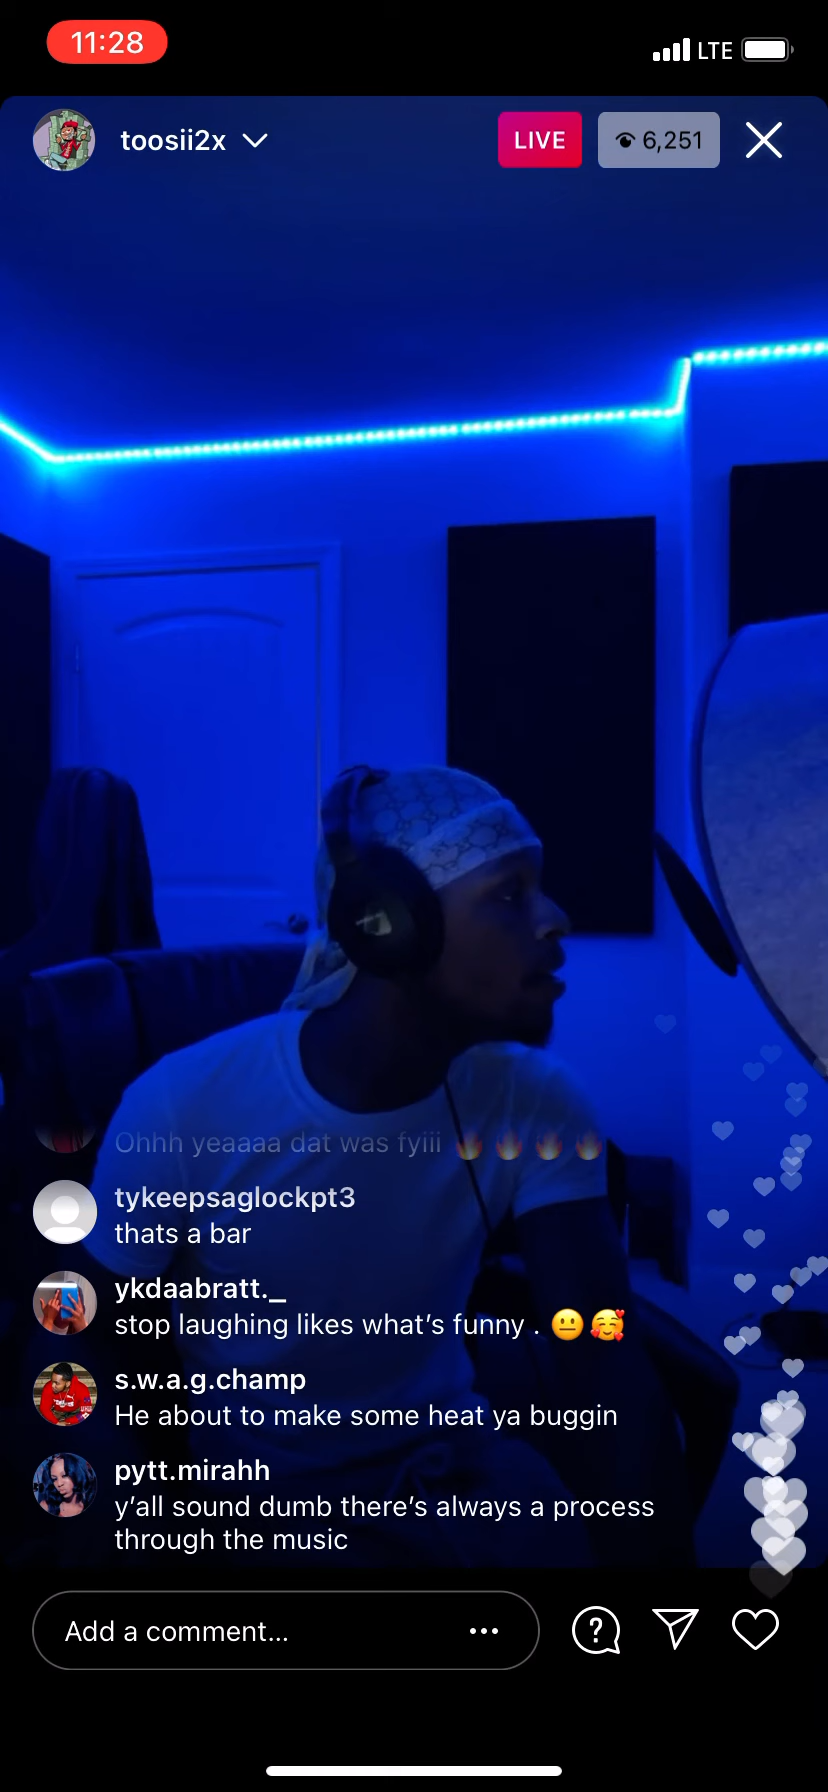 11:28
LTE
toosii2x
LIVE
6,251
Ohhh yeaaaa dat was fyiii 🔥🔥🔥🔥
tykeepsaglockpt3
thats a bar
ykdaabratt._
stop laughing likes what’s funny . 😐🥰
s.w.a.g.champ
He about to make some heat ya buggin
pytt.mirahh
y’all sound dumb there’s always a process
through the music
Add a comment...